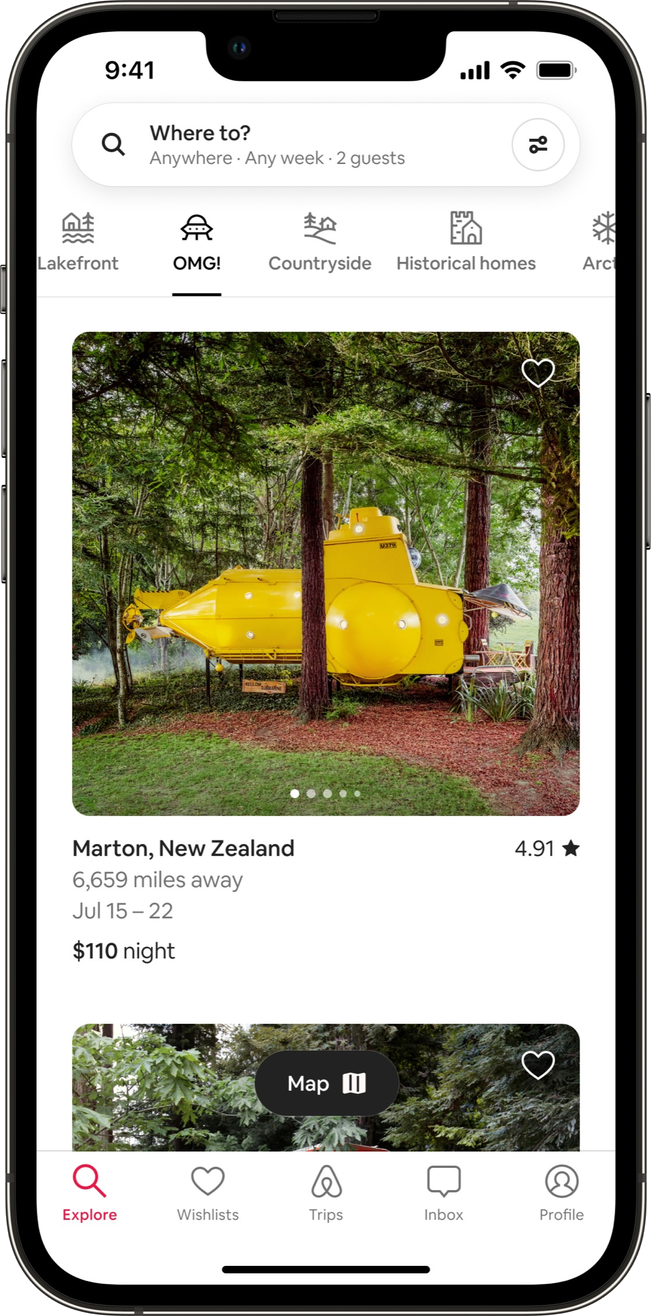 9:41
Where to?
Anywhere · Any week · 2 guests
Lakefront
OMG!
Countryside
Historical homes
Arct
Marton, New Zealand
4.91 ★
6,659 miles away
Jul 15 – 22
$110 night
Map
Explore
Wishlists
Trips
Inbox
Profile